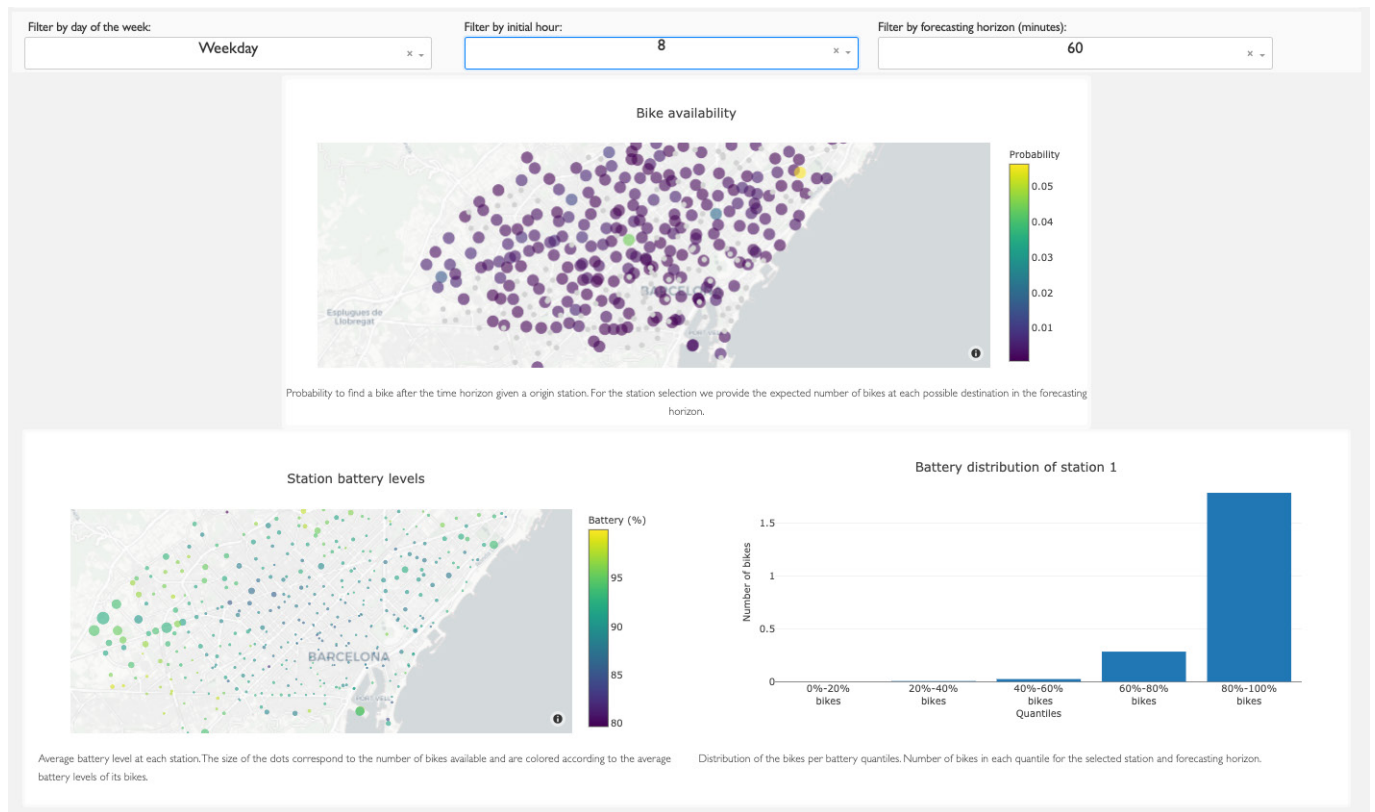 Filter by day of the week:
Weekday
× 
Filter by initial hour:
8
×
Filter by forecasting horizon (minutes):
60
×
Bike availability
Probability
0.05
0.04
0.03
0.02
0.01
BARCELONA
Esplugues de
Llobregat
PORT VELL
Probability to find a bike after the time horizon given a origin station. For the station selection we provide the expected number of bikes at each possible destination in the forecasting
horizon.
Station battery levels
Battery (%)
95
90
85
80
BARCELONA
PORT VELL
Average battery level at each station. The size of the dots correspond to the number of bikes available and are colored according to the average
battery levels of its bikes.
Battery distribution of station 1
Number of bikes
1.5
1
0.5
0
0%-20%
bikes
20%-40%
bikes
40%-60%
bikes
60%-80%
bikes
80%-100%
bikes
Quantiles
Distribution of the bikes per battery quantiles. Number of bikes in each quantile for the selected station and forecasting horizon.